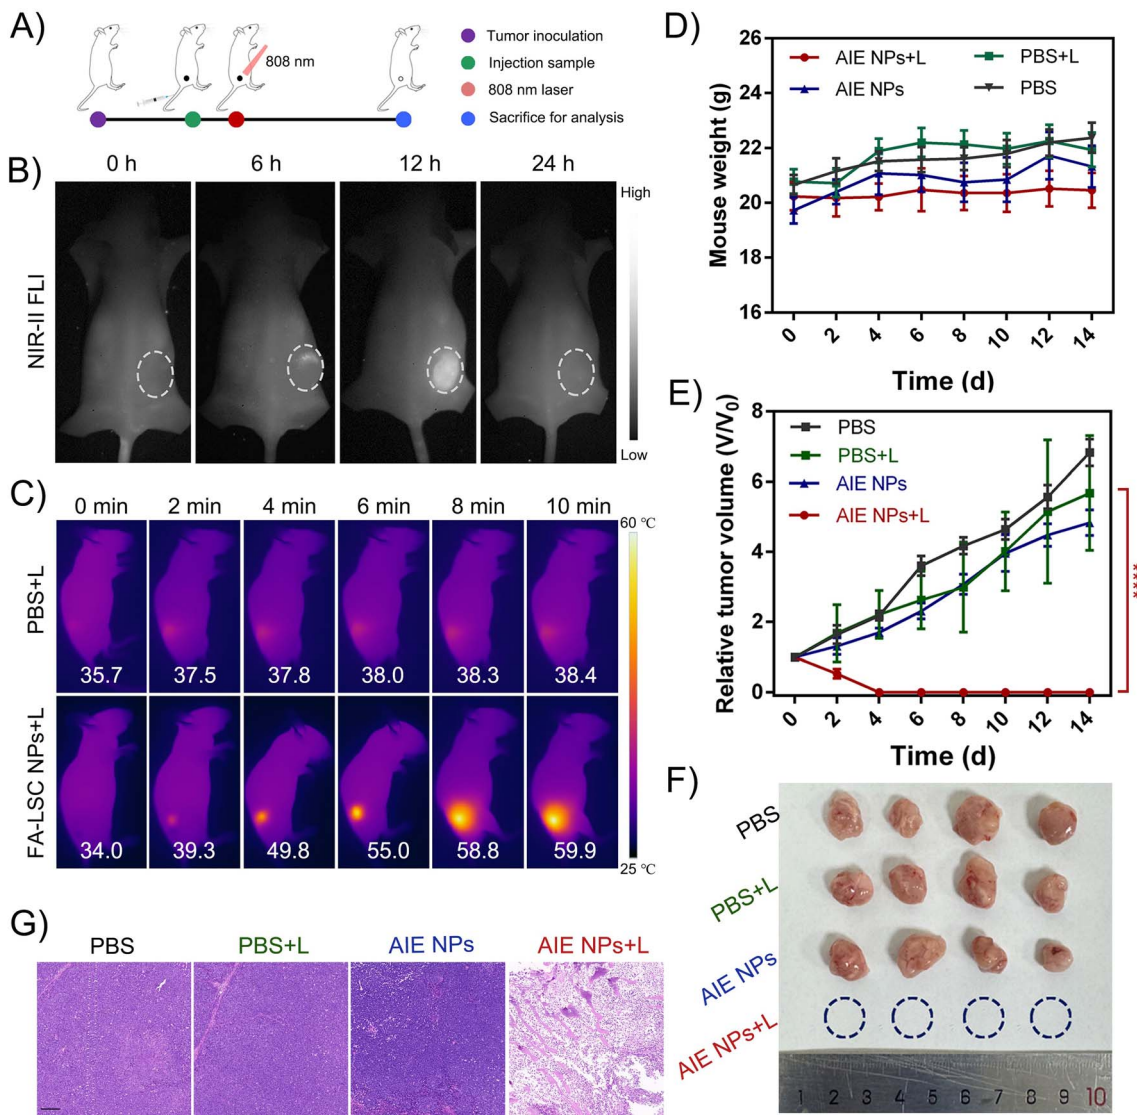 A)
808 nm
Tumor inoculation
Injection sample
808 nm laser
Sacrifice for analysis
B)
0 h 6 h 12 h 24 h
NIR-II FLI
High
Low
C)
0 min 2 min 4 min 6 min 8 min 10 min
PBS+L
35.7 37.5 37.8 38.0 38.3 38.4
FA-LSC NPs+L
34.0 39.3 49.8 55.0 58.8 59.9
60 ℃
25 ℃
D)
Mouse weight (g)
26
24
22
20
18
16
AIE NPs+L PBS+L
AIE NPs PBS
0 2 4 6 8 10 12 14
Time (d)
E)
Relative tumor volume (V/V₀)
8
6
4
2
0
PBS
PBS+L
AIE NPs
AIE NPs+L
****
0 2 4 6 8 10 12 14
Time (d)
F)
PBS
PBS+L
AIE NPs
AIE NPs+L
1 2 3 4 5 6 7 8 9 10
G)
PBS PBS+L AIE NPs AIE NPs+L